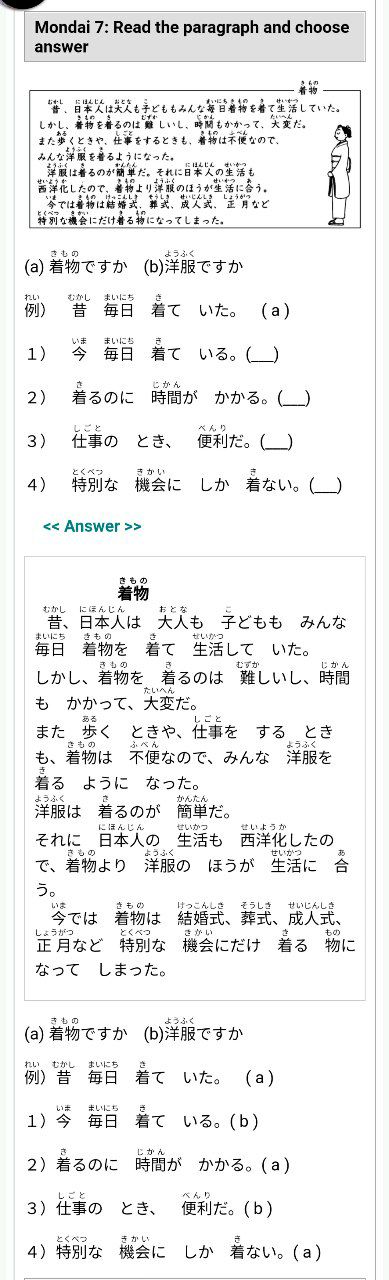 Mondai 7: Read the paragraph and choose
answer
着物
昔、日本人は大人も子どももみんな毎日着物を着て生活していた。
しかし、着物を着るのは難しいし、時間もかかって、大変だ。
また歩くときや、仕事をするときも、着物は不便なので、
みんな洋服を着るようになった。
洋服は着るのが簡単だ。それに日本人の生活も
西洋化したので、着物より洋服のほうが生活に合う。
今では着物は結婚式、葬式、成人式、正月など
特別な機会にだけ着る物になってしまった。
(a) 着物ですか (b)洋服ですか
例) 昔 毎日 着て いた。 ( a )
1) 今 毎日 着て いる。(___)
2) 着るのに 時間が かかる。(___)
3) 仕事の とき、 便利だ。(___)
4) 特別な 機会に しか 着ない。(___)
<< Answer >>
着物
昔、日本人は 大人も 子どもも みんな
毎日 着物を 着て 生活して いた。
しかし、着物を 着るのは 難しいし、時間
も かかって、大変だ。
また 歩く ときや、仕事を する とき
も、着物は 不便なので、みんな 洋服を
着る ように なった。
洋服は 着るのが 簡単だ。
それに 日本人の 生活も 西洋化したの
で、着物より 洋服の ほうが 生活に 合
う。
今では 着物は 結婚式、葬式、成人式、
正月など 特別な 機会にだけ 着る 物に
なって しまった。
(a) 着物ですか (b)洋服ですか
例) 昔 毎日 着て いた。 ( a )
1) 今 毎日 着て いる。( b )
2) 着るのに 時間が かかる。( a )
3) 仕事の とき、 便利だ。( b )
4) 特別な 機会に しか 着ない。( a )